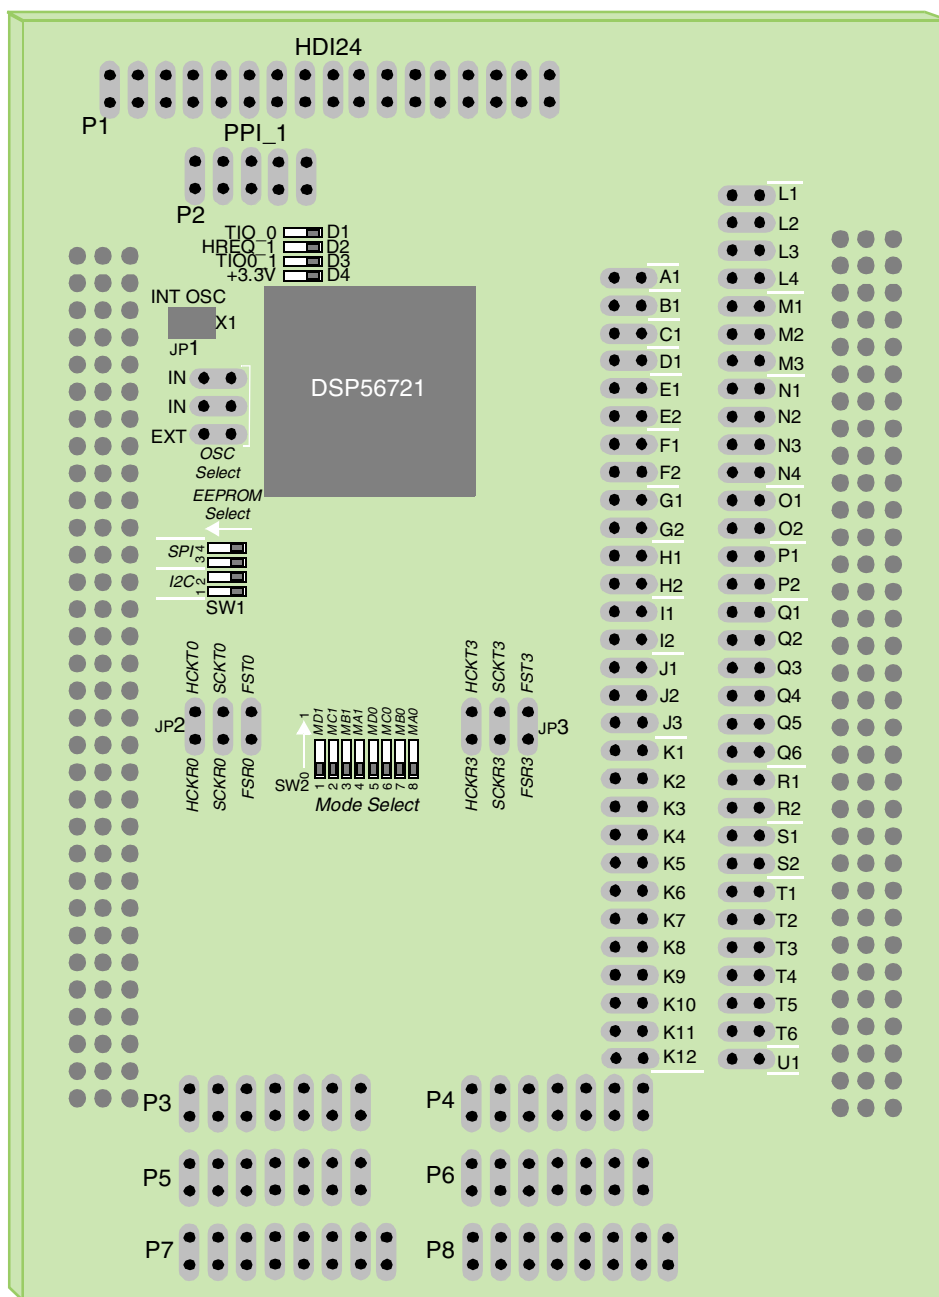 HDI24
P1
PPI_1
P2
TIO_0 D1
HREQ_1 D2
TIO0_1 D3
+3.3V D4
INT OSC
X1
JP1
IN
IN
EXT
OSC
Select
DSP56721
EEPROM
Select
SPI
4
3
I2C
2
1
SW1
HCKT0
SCKT0
FST0
JP2
HCKR0
SCKR0
FSR0
1
0
MD1
MC1
MB1
MA1
MD0
MC0
MB0
MA0
SW2
1
2
3
4
5
6
7
8
Mode Select
HCKT3
SCKT3
FST3
JP3
HCKR3
SCKR3
FSR3
A1
B1
C1
D1
E1
E2
F1
F2
G1
G2
H1
H2
I1
I2
J1
J2
J3
K1
K2
K3
K4
K5
K6
K7
K8
K9
K10
K11
K12
L1
L2
L3
L4
M1
M2
M3
N1
N2
N3
N4
O1
O2
P1
P2
Q1
Q2
Q3
Q4
Q5
Q6
R1
R2
S1
S2
T1
T2
T3
T4
T5
T6
U1
P3
P4
P5
P6
P7
P8